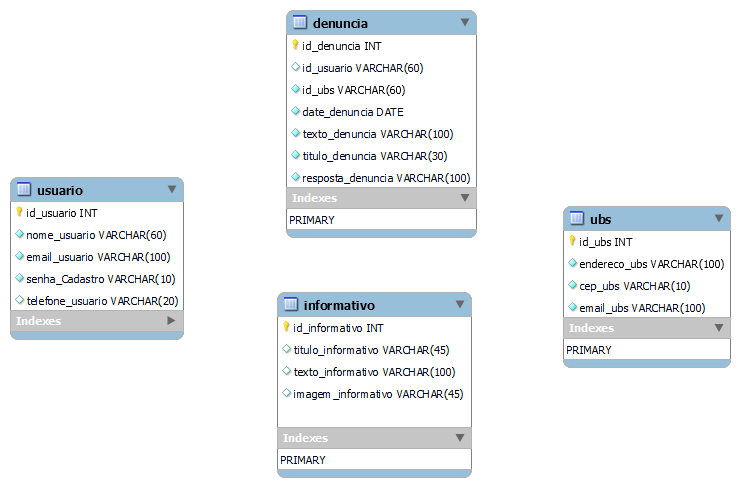 denuncia
id_denuncia INT
id_usuario VARCHAR(60)
id_ubs VARCHAR(60)
date_denuncia DATE
texto_denuncia VARCHAR(100)
titulo_denuncia VARCHAR(30)
resposta_denuncia VARCHAR(100)
Indexes
PRIMARY
usuario
id_usuario INT
nome_usuario VARCHAR(60)
email_usuario VARCHAR(100)
senha_Cadastro VARCHAR(10)
telefone_usuario VARCHAR(20)
Indexes
informativo
id_informativo INT
titulo_informativo VARCHAR(45)
texto_informativo VARCHAR(100)
imagem_informativo VARCHAR(45)
Indexes
PRIMARY
ubs
id_ubs INT
endereco_ubs VARCHAR(100)
cep_ubs VARCHAR(10)
email_ubs VARCHAR(100)
Indexes
PRIMARY